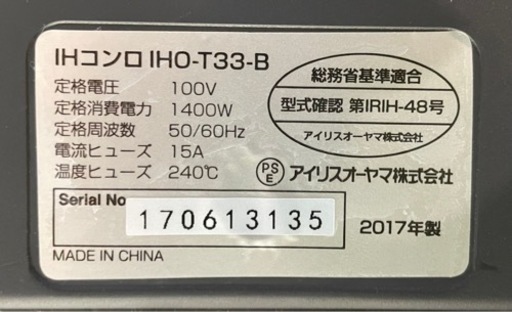 IHコンロ IHO-T33-B
定格電圧 100V
定格消費電力 1400W
定格周波数 50/60Hz
電流ヒューズ 15A
温度ヒューズ 240℃
総務省基準適合
型式確認 第IRIH-48号
アイリスオーヤマ株式会社
PSE アイリスオーヤマ株式会社
Serial No
170613135
2017年製
MADE IN CHINA